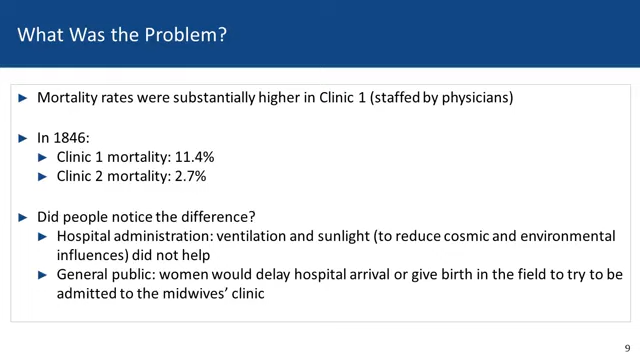 What Was the Problem?
► Mortality rates were substantially higher in Clinic 1 (staffed by physicians)
► In 1846:
► Clinic 1 mortality: 11.4%
► Clinic 2 mortality: 2.7%
► Did people notice the difference?
► Hospital administration: ventilation and sunlight (to reduce cosmic and environmental
influences) did not help
► General public: women would delay hospital arrival or give birth in the field to try to be
admitted to the midwives’ clinic
9